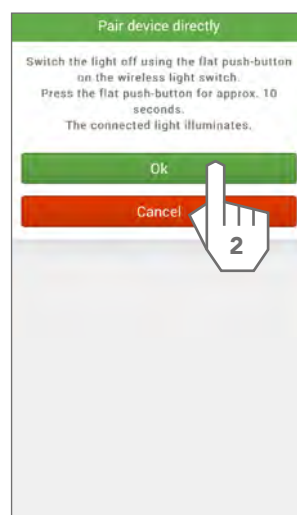 Pair device directly
Switch the light off using the flat push-button
on the wireless light switch.
Press the flat push-button for approx. 10
seconds.
The connected light illuminates.
Ok
Cancel
2